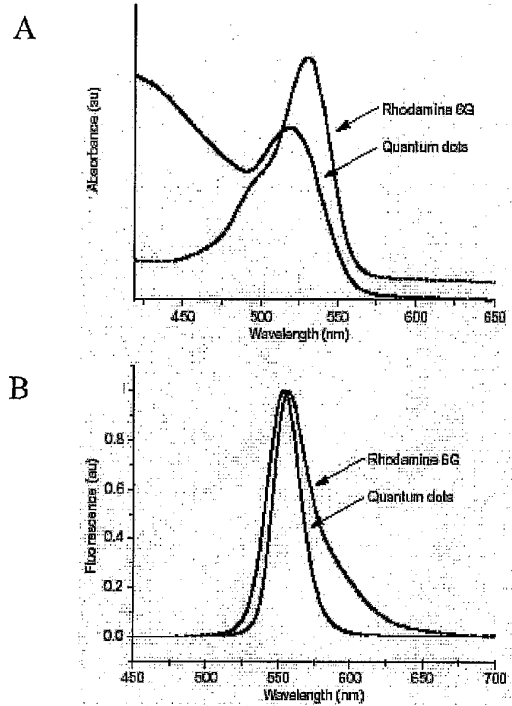 A
Absorbance (au)
Rhodamine 6G
Quantum dots
450 500 550 600 650
Wavelength (nm)
B
Fluorescence (au)
1
0.8
0.6
0.4
0.2
0.0
Rhodamine 6G
Quantum dots
450 500 550 600 650 700
Wavelength (nm)